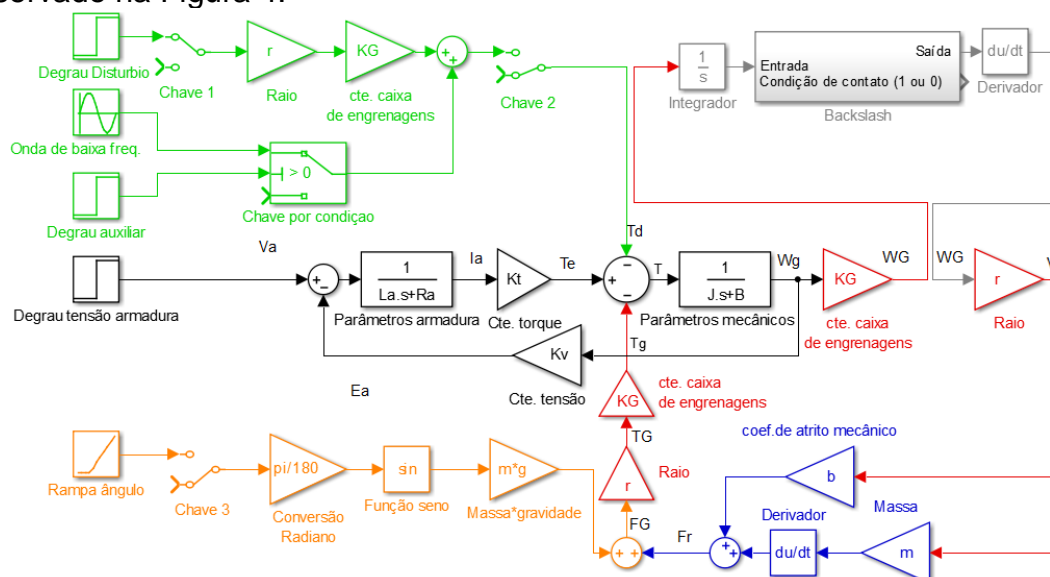 Degrau Disturbio
Chave 1
r
Raio
KG
cte. caixa
de engrenagens
+
+
Chave 2
1
s
Integrador
Entrada
Saída
Condição de contato (1 ou 0)
Backslash
du/dt
Derivador
Onda de baixa freq.
Degrau auxiliar
> 0
Chave por condiçao
Td
Va
Degrau tensão armadura
+
−
1
La.s+Ra
Parâmetros armadura
Ia
Kt
Cte. torque
Te
−
+
−
T
1
J.s+B
Parâmetros mecânicos
Wg
KG
cte. caixa
de engrenagens
WG
WG
r
Raio
Kv
Cte. tensão
Ea
Tg
KG
cte. caixa
de engrenagens
TG
r
Raio
FG
Rampa ângulo
Chave 3
pi/180
Conversão
Radiano
sin
Função seno
m*g
Massa*gravidade
+ +
Fr
+
+
coef.de atrito mecânico
b
Derivador
du/dt
Massa
m